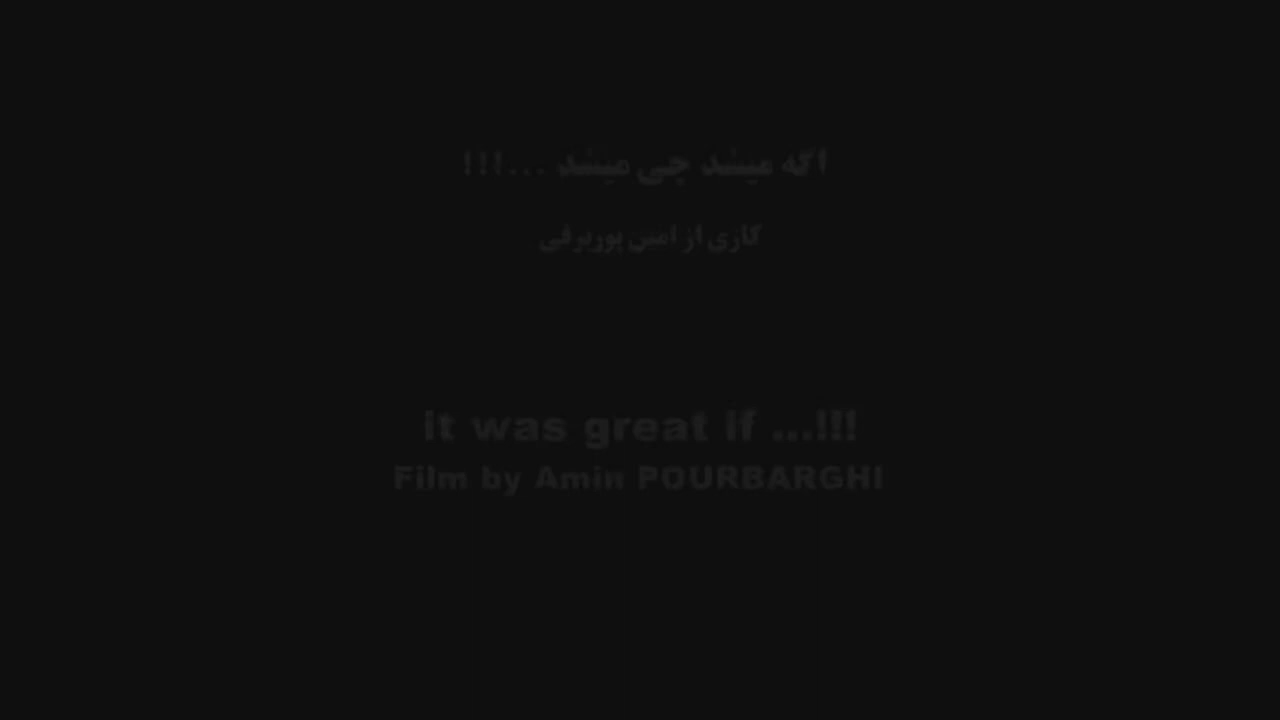 اگه میشد چی میشد ...!!!
کاری از امین پوربرقی
it was great if ...!!!
Film by Amin POURBARGHI